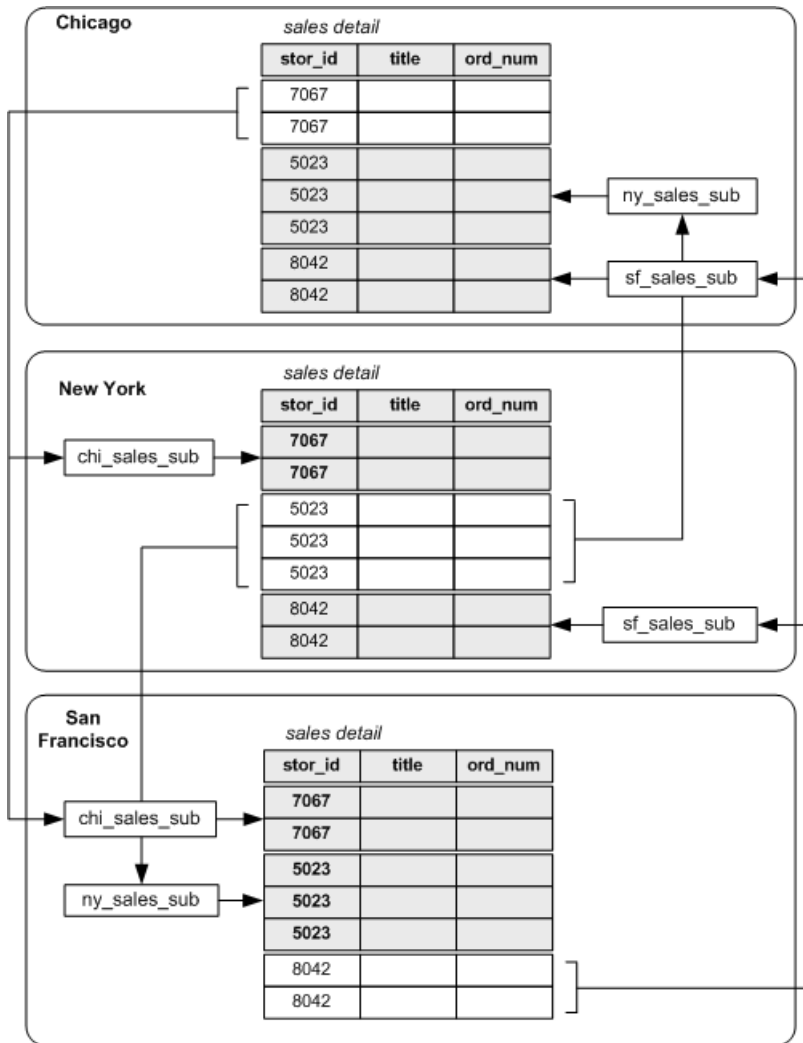 Chicago
sales detail
stor_id title ord_num
7067
7067
5023
5023 ny_sales_sub
5023
8042 sf_sales_sub
8042
New York
sales detail
stor_id title ord_num
7067
chi_sales_sub
7067
5023
5023
5023
8042
sf_sales_sub
8042
San
Francisco
sales detail
stor_id title ord_num
7067
chi_sales_sub
7067
5023
ny_sales_sub 5023
5023
8042
8042